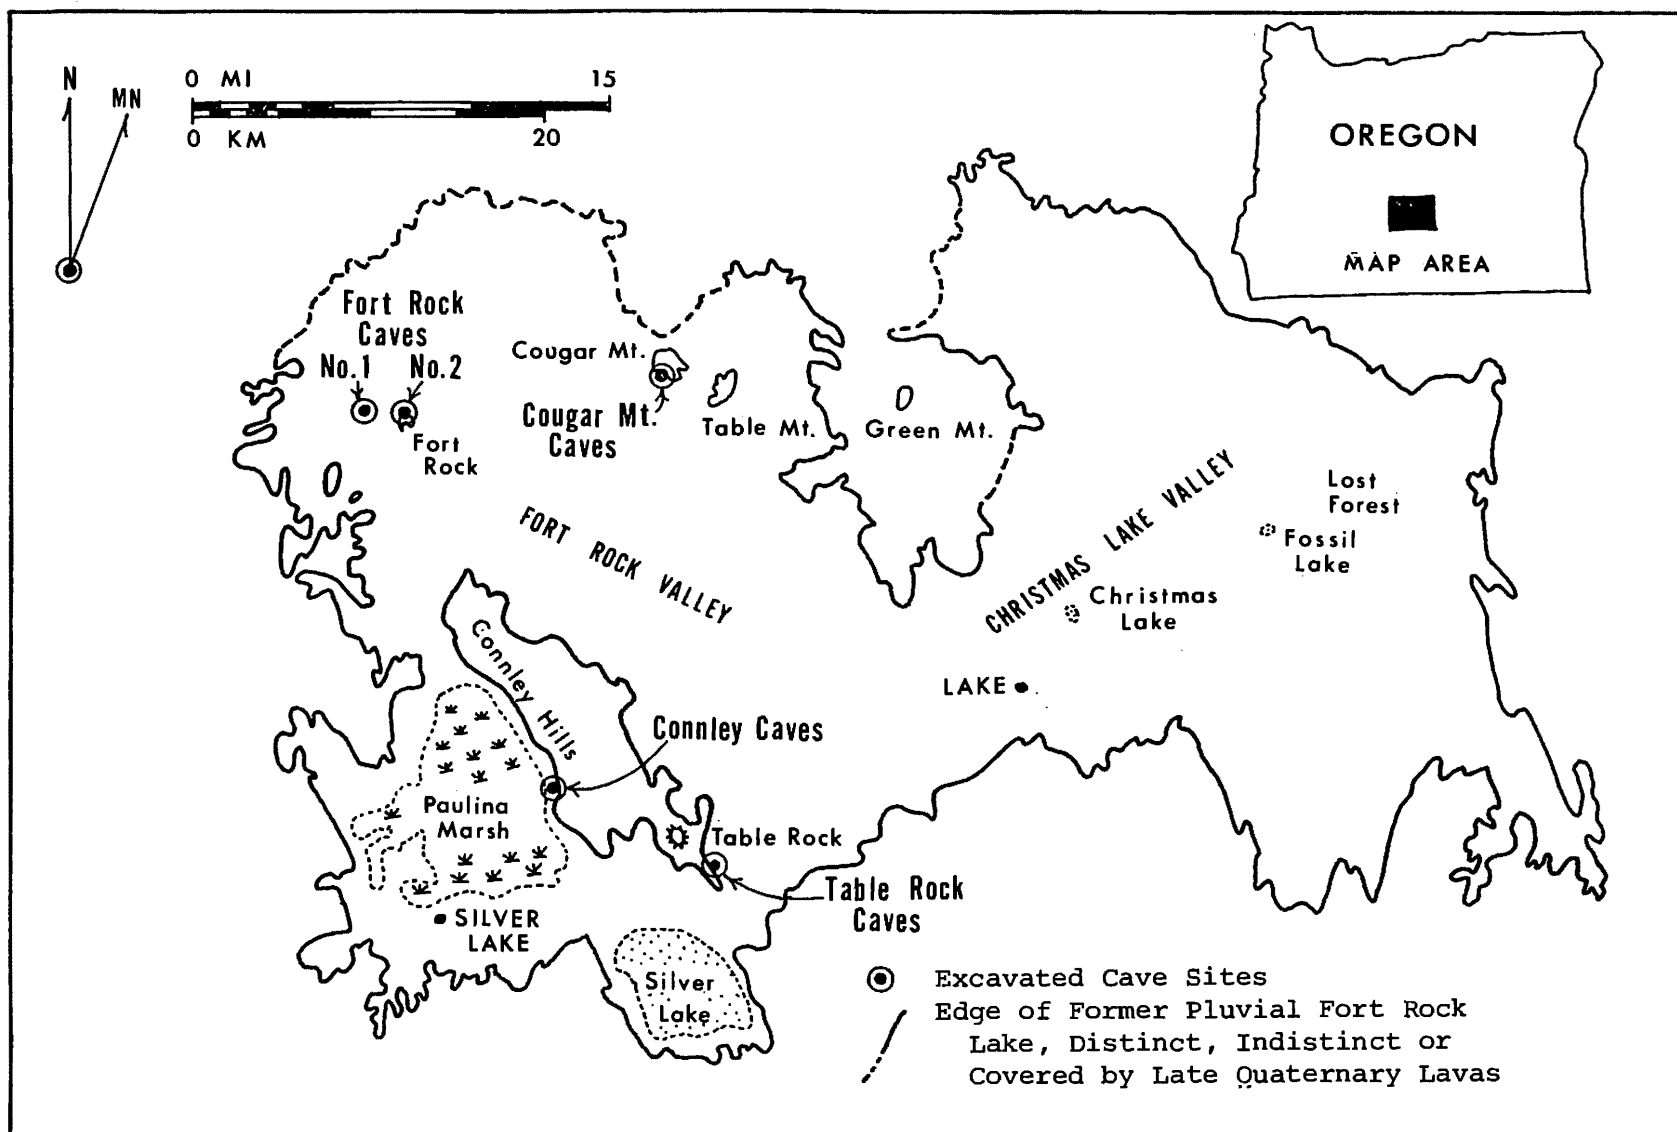 N
MN
0 MI 15
0 KM 20
OREGON
MAP AREA
Fort Rock
Caves
No.1 No.2
Fort
Rock
Cougar Mt.
Cougar Mt.
Caves
Table Mt.
Green Mt.
FORT ROCK VALLEY
CHRISTMAS LAKE VALLEY
Lost
Forest
Fossil
Lake
Christmas
Lake
LAKE
Connley Hills
Connley Caves
Paulina
Marsh
Table Rock
Table Rock
Caves
SILVER
LAKE
Silver
Lake
Excavated Cave Sites
Edge of Former Pluvial Fort Rock
Lake, Distinct, Indistinct or
Covered by Late Quaternary Lavas